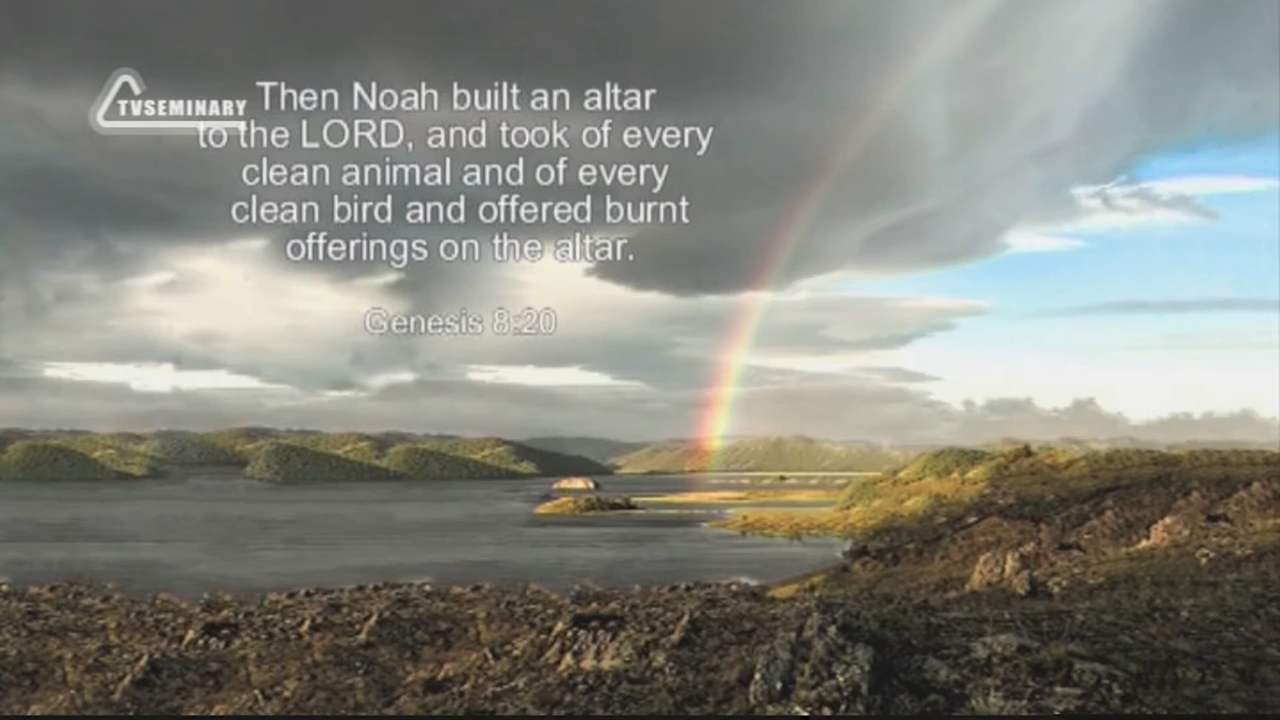 TVSEMINARY
Then Noah built an altar
to the LORD, and took of every
clean animal and of every
clean bird and offered burnt
offerings on the altar.
Genesis 8:20